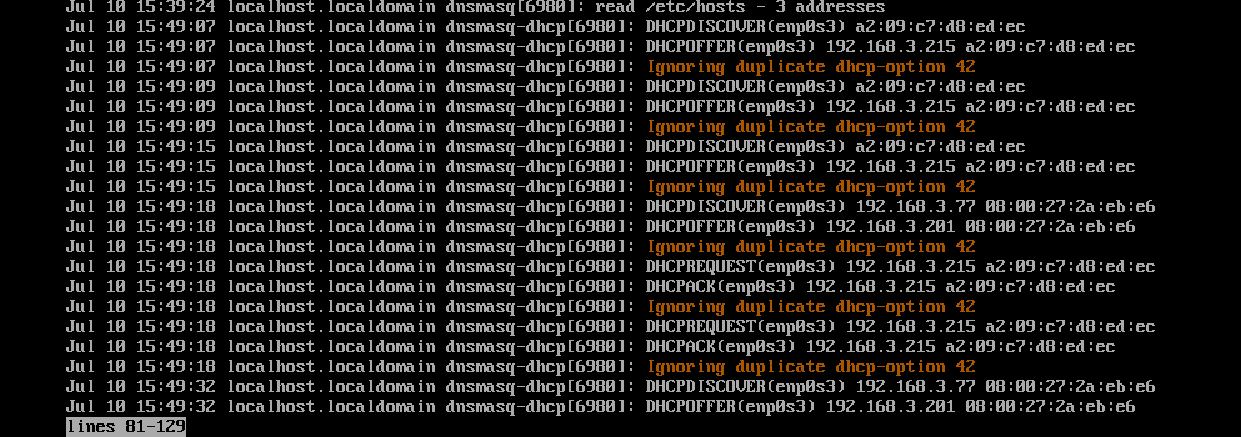 Jul 10 15:39:24 localhost.localdomain dnsmasq[6980]: read /etc/hosts - 3 addresses
Jul 10 15:49:07 localhost.localdomain dnsmasq-dhcp[6980]: DHCPDISCOVER(enp0s3) a2:09:c7:d8:ed:ec
Jul 10 15:49:07 localhost.localdomain dnsmasq-dhcp[6980]: DHCPOFFER(enp0s3) 192.168.3.215 a2:09:c7:d8:ed:ec
Jul 10 15:49:07 localhost.localdomain dnsmasq-dhcp[6980]: Ignoring duplicate dhcp-option 42
Jul 10 15:49:09 localhost.localdomain dnsmasq-dhcp[6980]: DHCPDISCOVER(enp0s3) a2:09:c7:d8:ed:ec
Jul 10 15:49:09 localhost.localdomain dnsmasq-dhcp[6980]: DHCPOFFER(enp0s3) 192.168.3.215 a2:09:c7:d8:ed:ec
Jul 10 15:49:09 localhost.localdomain dnsmasq-dhcp[6980]: Ignoring duplicate dhcp-option 42
Jul 10 15:49:15 localhost.localdomain dnsmasq-dhcp[6980]: DHCPDISCOVER(enp0s3) a2:09:c7:d8:ed:ec
Jul 10 15:49:15 localhost.localdomain dnsmasq-dhcp[6980]: DHCPOFFER(enp0s3) 192.168.3.215 a2:09:c7:d8:ed:ec
Jul 10 15:49:15 localhost.localdomain dnsmasq-dhcp[6980]: Ignoring duplicate dhcp-option 42
Jul 10 15:49:18 localhost.localdomain dnsmasq-dhcp[6980]: DHCPDISCOVER(enp0s3) 192.168.3.77 08:00:27:2a:eb:e6
Jul 10 15:49:18 localhost.localdomain dnsmasq-dhcp[6980]: DHCPOFFER(enp0s3) 192.168.3.201 08:00:27:2a:eb:e6
Jul 10 15:49:18 localhost.localdomain dnsmasq-dhcp[6980]: Ignoring duplicate dhcp-option 42
Jul 10 15:49:18 localhost.localdomain dnsmasq-dhcp[6980]: DHCPREQUEST(enp0s3) 192.168.3.215 a2:09:c7:d8:ed:ec
Jul 10 15:49:18 localhost.localdomain dnsmasq-dhcp[6980]: DHCPACK(enp0s3) 192.168.3.215 a2:09:c7:d8:ed:ec
Jul 10 15:49:18 localhost.localdomain dnsmasq-dhcp[6980]: Ignoring duplicate dhcp-option 42
Jul 10 15:49:18 localhost.localdomain dnsmasq-dhcp[6980]: DHCPREQUEST(enp0s3) 192.168.3.215 a2:09:c7:d8:ed:ec
Jul 10 15:49:18 localhost.localdomain dnsmasq-dhcp[6980]: DHCPACK(enp0s3) 192.168.3.215 a2:09:c7:d8:ed:ec
Jul 10 15:49:18 localhost.localdomain dnsmasq-dhcp[6980]: Ignoring duplicate dhcp-option 42
Jul 10 15:49:32 localhost.localdomain dnsmasq-dhcp[6980]: DHCPDISCOVER(enp0s3) 192.168.3.77 08:00:27:2a:eb:e6
Jul 10 15:49:32 localhost.localdomain dnsmasq-dhcp[6980]: DHCPOFFER(enp0s3) 192.168.3.201 08:00:27:2a:eb:e6
lines 81-129